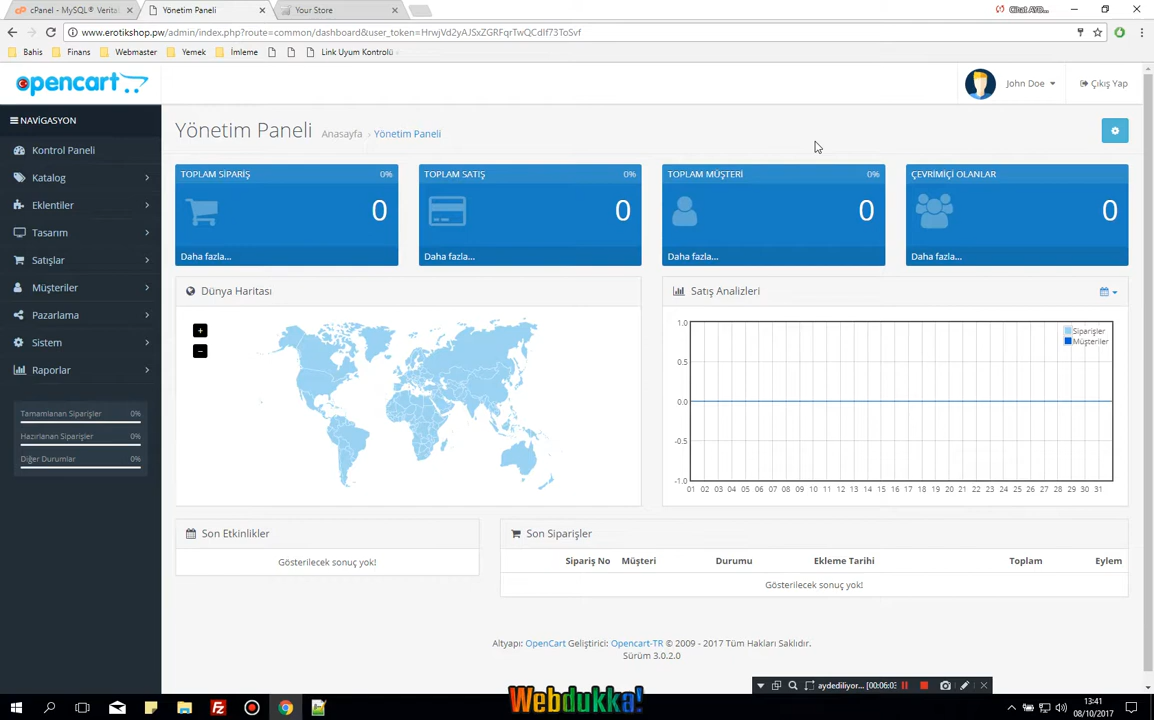 cPanel - MySQL® Verita
Yönetim Paneli
Your Store
Cihat AYD...
www.erotikshop.pw/admin/index.php?route=common/dashboard&user_token=HrwjVd2yAJSxZGRFqrTwQCdIf73ToSvf
Bahis
Finans
Webmaster
Yemek
İmleme
Link Uyum Kontrolü
opencart
John Doe
Çıkış Yap
NAVİGASYON
Kontrol Paneli
Katalog
Eklentiler
Tasarım
Satışlar
Müşteriler
Pazarlama
Sistem
Raporlar
Tamamlanan Siparişler 0%
Hazırlanan Siparişler 0%
Diğer Durumlar 0%
Yönetim Paneli Anasayfa › Yönetim Paneli
TOPLAM SİPARİŞ 0%
0
Daha fazla...
TOPLAM SATIŞ 0%
0
Daha fazla...
TOPLAM MÜŞTERİ 0%
0
Daha fazla...
ÇEVRİMİÇİ OLANLAR
0
Daha fazla...
Dünya Haritası
+
−
Satış Analizleri
Siparişler
Müşteriler
1.0
0.5
0.0
-0.5
-1.0
01 02 03 04 05 06 07 08 09 10 11 12 13 14 15 16 17 18 19 20 21 22 23 24 25 26 27 28 29 30 31
Son Etkinlikler
Gösterilecek sonuç yok!
Son Siparişler
Sipariş No Müşteri Durumu Ekleme Tarihi Toplam Eylem
Gösterilecek sonuç yok!
Altyapı: OpenCart Geliştirici: Opencart-TR © 2009 - 2017 Tüm Hakları Saklıdır.
Sürüm 3.0.2.0
Webdukka!
aydediliyor... [00:06:03
13:41
08/10/2017